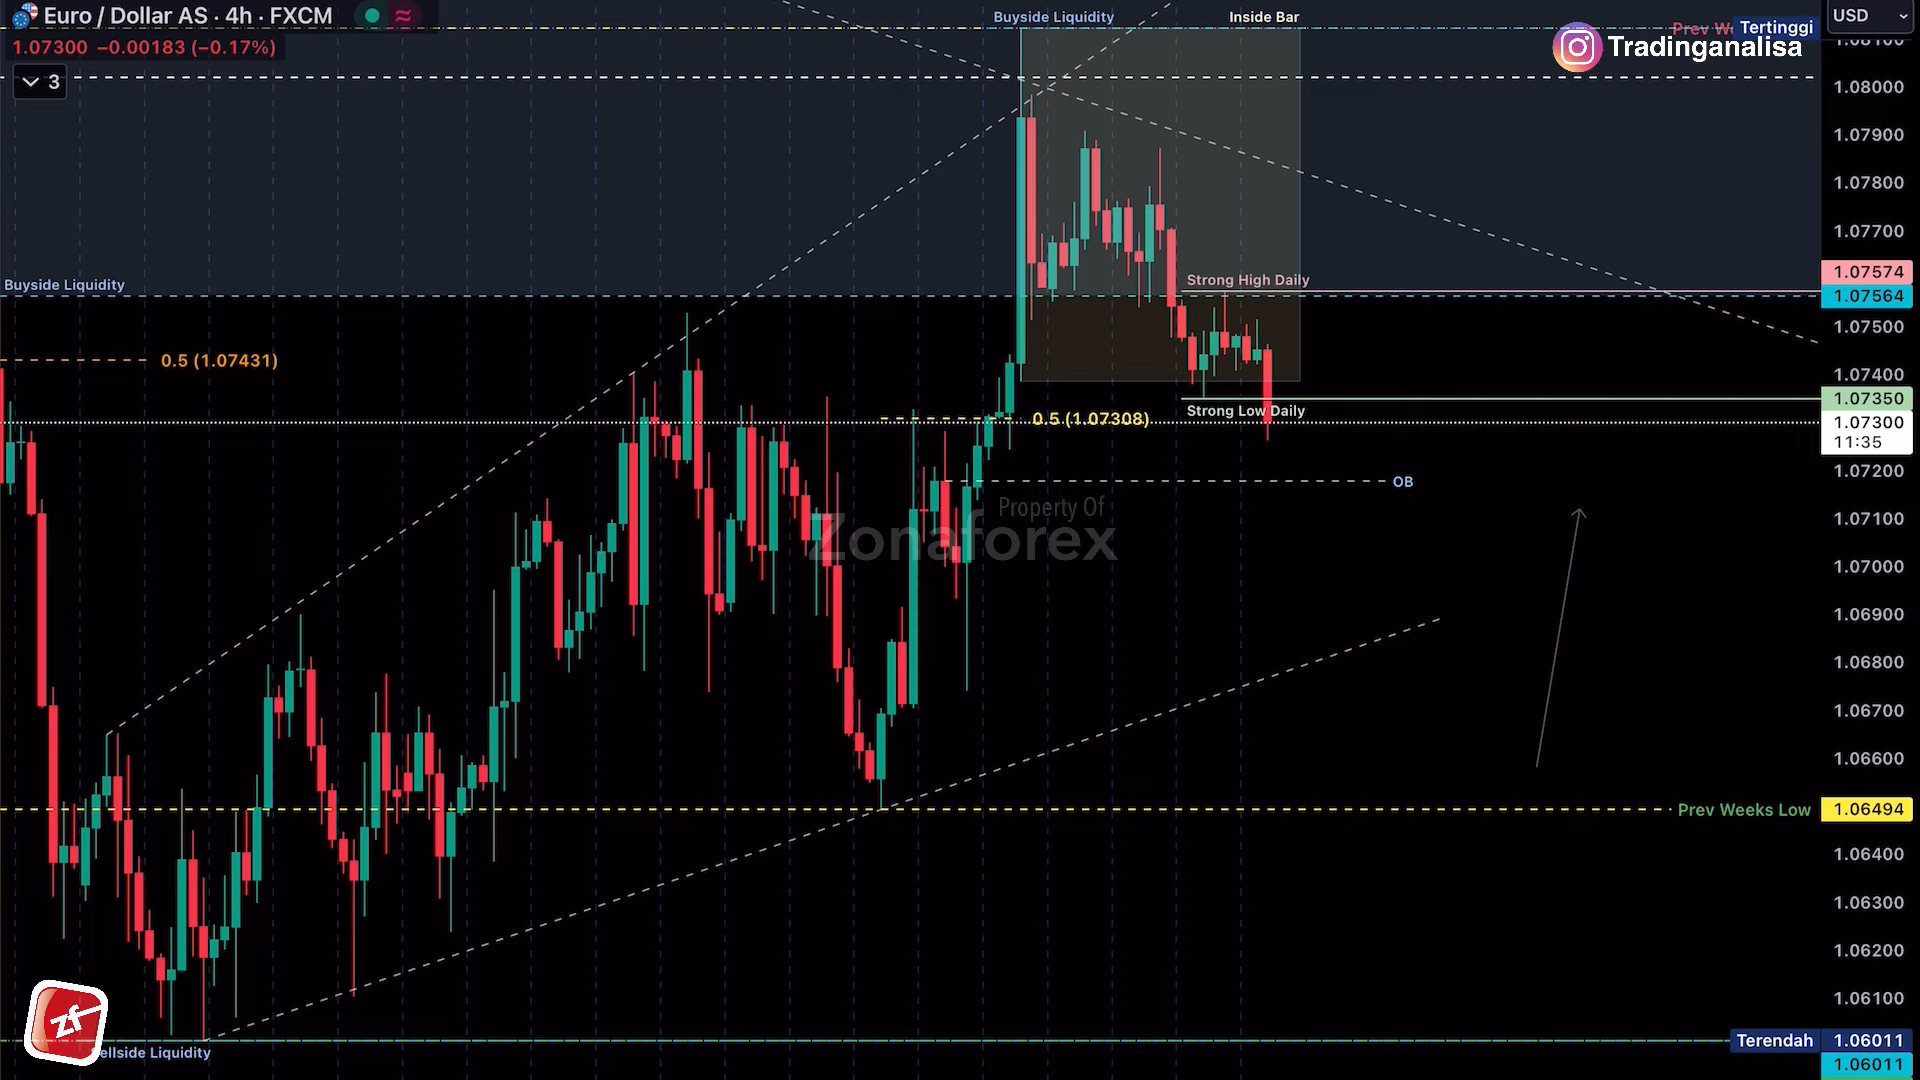 Euro / Dollar AS · 4h · FXCM
1.07300 −0.00183 (−0.17%)
3
Buyside Liquidity
Inside Bar
Prev We
Tertinggi
Tradinganalisa
USD
1.08100
1.08000
1.07900
1.07800
1.07700
Buyside Liquidity
Strong High Daily
1.07574
1.07564
1.07500
0.5 (1.07431)
1.07400
1.07350
Strong Low Daily
0.5 (1.07308)
1.07300
11:35
1.07200
OB
Property Of
Zonaforex
1.07100
1.07000
1.06900
1.06800
1.06700
1.06600
Prev Weeks Low
1.06494
1.06400
1.06300
1.06200
1.06100
zf
Terendah
1.06011
ellside Liquidity
1.06011